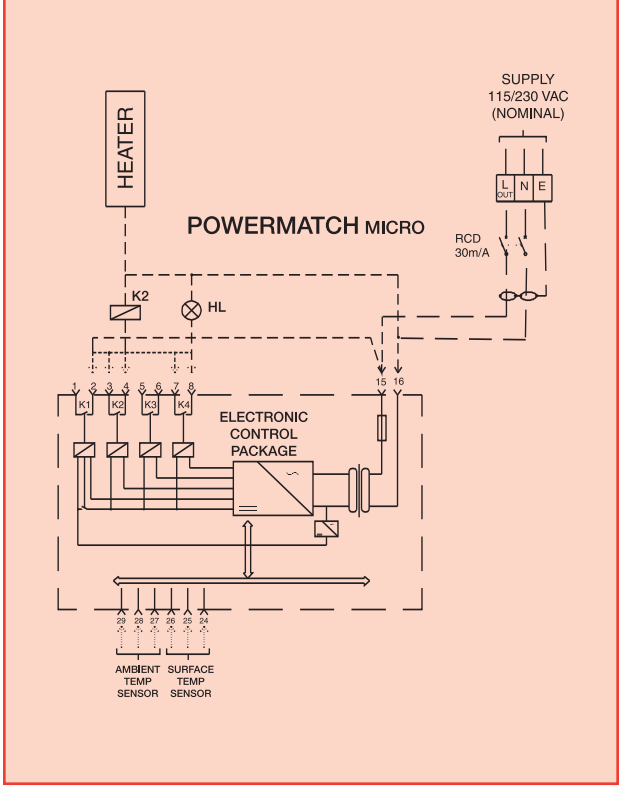 SUPPLY
115/230 VAC
(NOMINAL)
HEATER
L N E
OUT
POWERMATCH MICRO
RCD
30m/A
K2
HL
1 2 3 4 5 6 7 8 15 16
K1 K2 K3 K4
ELECTRONIC
CONTROL
PACKAGE
29 28 27 26 25 24
AMBIENT
TEMP
SENSOR
SURFACE
TEMP
SENSOR